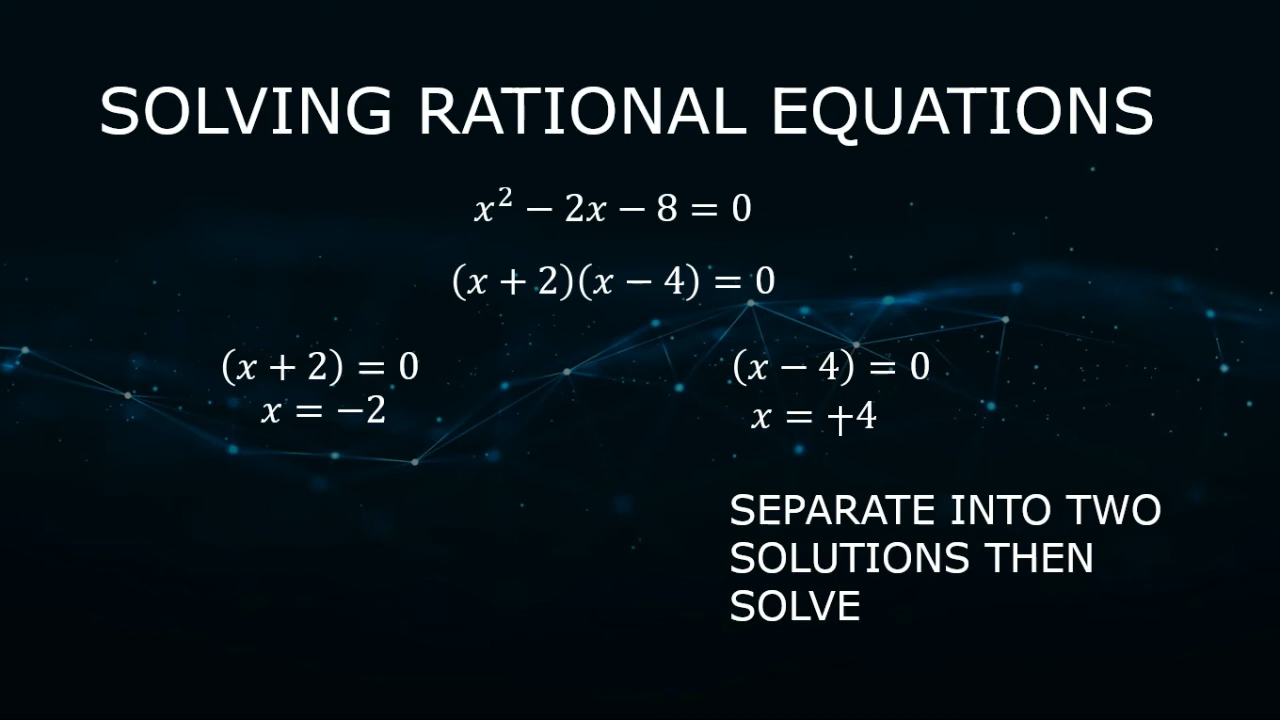 SOLVING RATIONAL EQUATIONS
x² − 2x − 8 = 0
(x + 2)(x − 4) = 0
(x + 2) = 0
x = −2
(x − 4) = 0
x = +4
SEPARATE INTO TWO
SOLUTIONS THEN
SOLVE